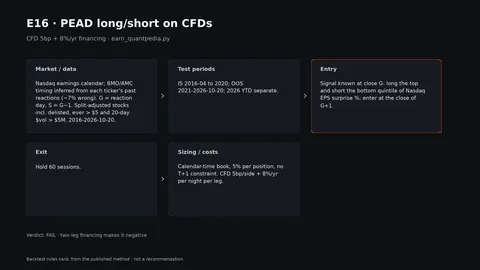 E16 · PEAD long/short on CFDs
CFD 5bp + 8%/yr financing · earn_quantpedia.py
Market / data
Nasdaq earnings calendar; BMO/AMC
timing inferred from each ticker's past
reactions (~7% wrong). G = reaction
day, S = G−1. Split-adjusted stocks
incl. delisted, ever > $5 and 20-day
$vol > $5M, 2016-2026-10-20.
›
Test periods
IS 2016-04 to 2020; OOS
2021-2026-10-20; 2026 YTD separate.
›
Entry
Signal known at close G: long the top
and short the bottom quintile of Nasdaq
EPS surprise %; enter at the close of
G+1.
Exit
Hold 60 sessions.
›
Sizing / costs
Calendar-time book, 5% per position, no
T+1 constraint. CFD 5bp/side + 8%/yr
per night per leg.
Verdict: FAIL · two-leg financing makes it negative
Backtest rules card, from the published method · not a recommendation.